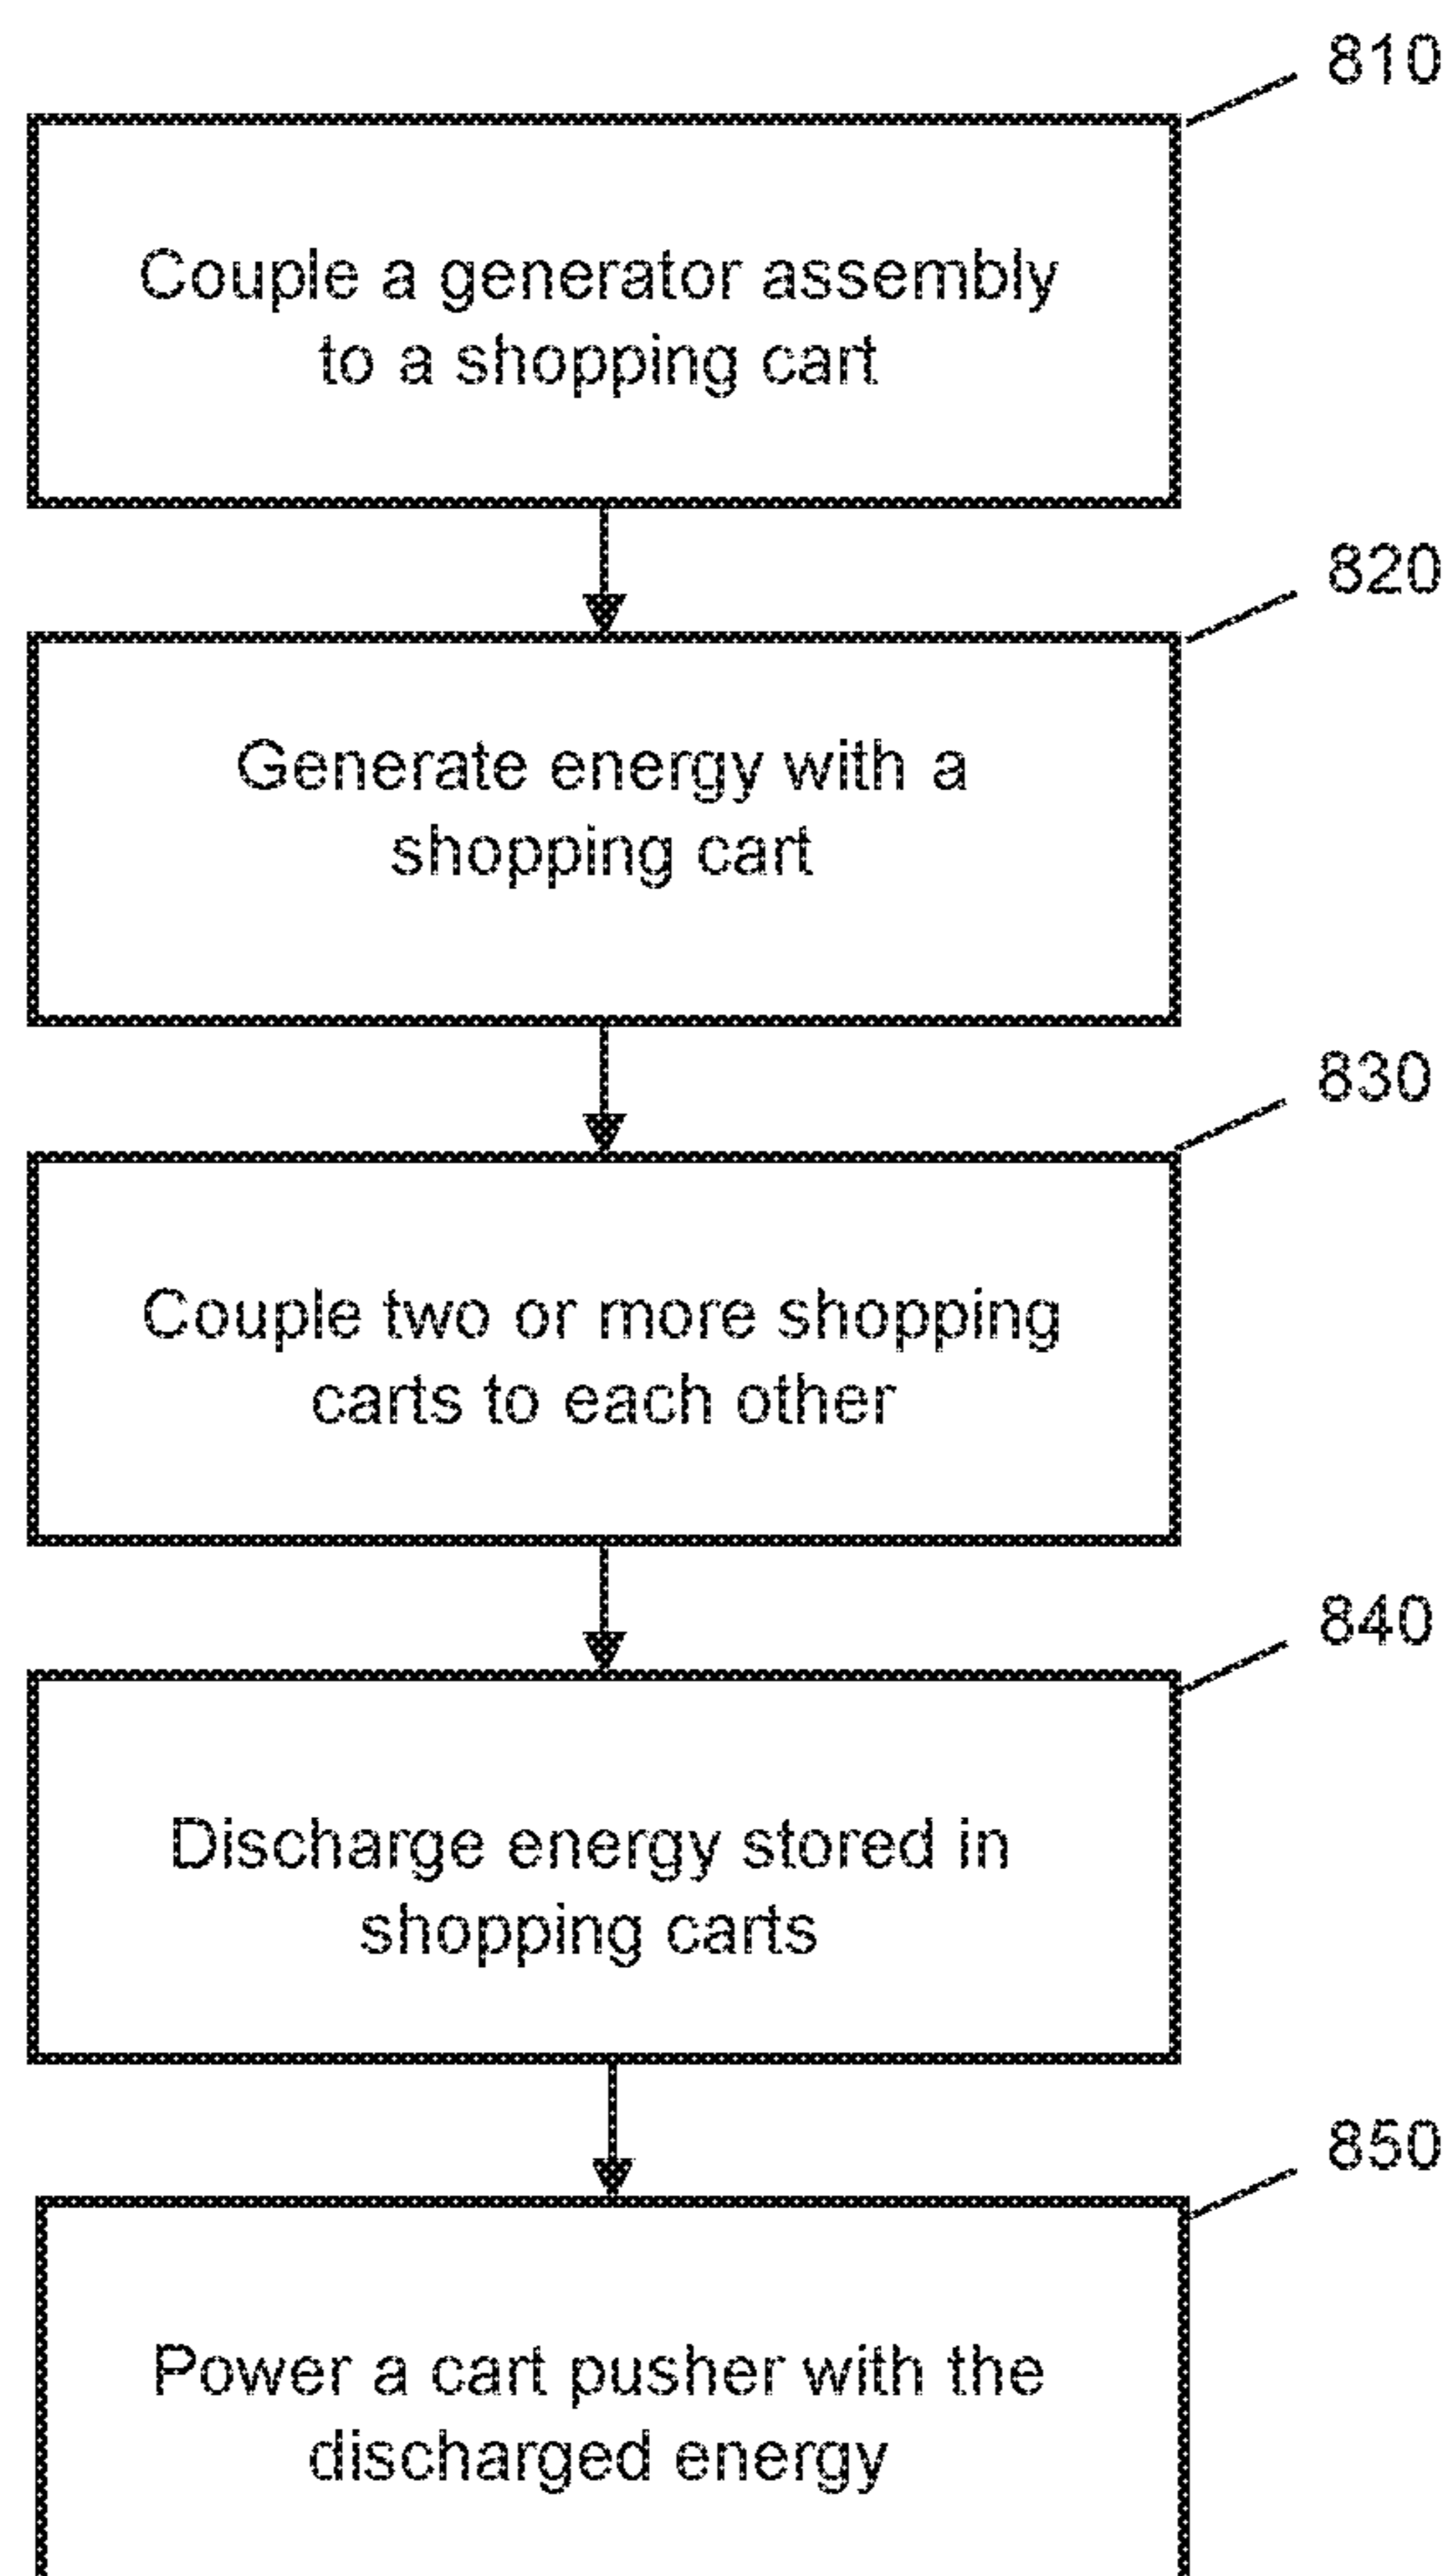 810
Couple a generator assembly
to a shopping cart
820
Generate energy with a
shopping cart
830
Couple two or more shopping
carts to each other
840
Discharge energy stored in
shopping carts
850
Power a cart pusher with the
discharged energy